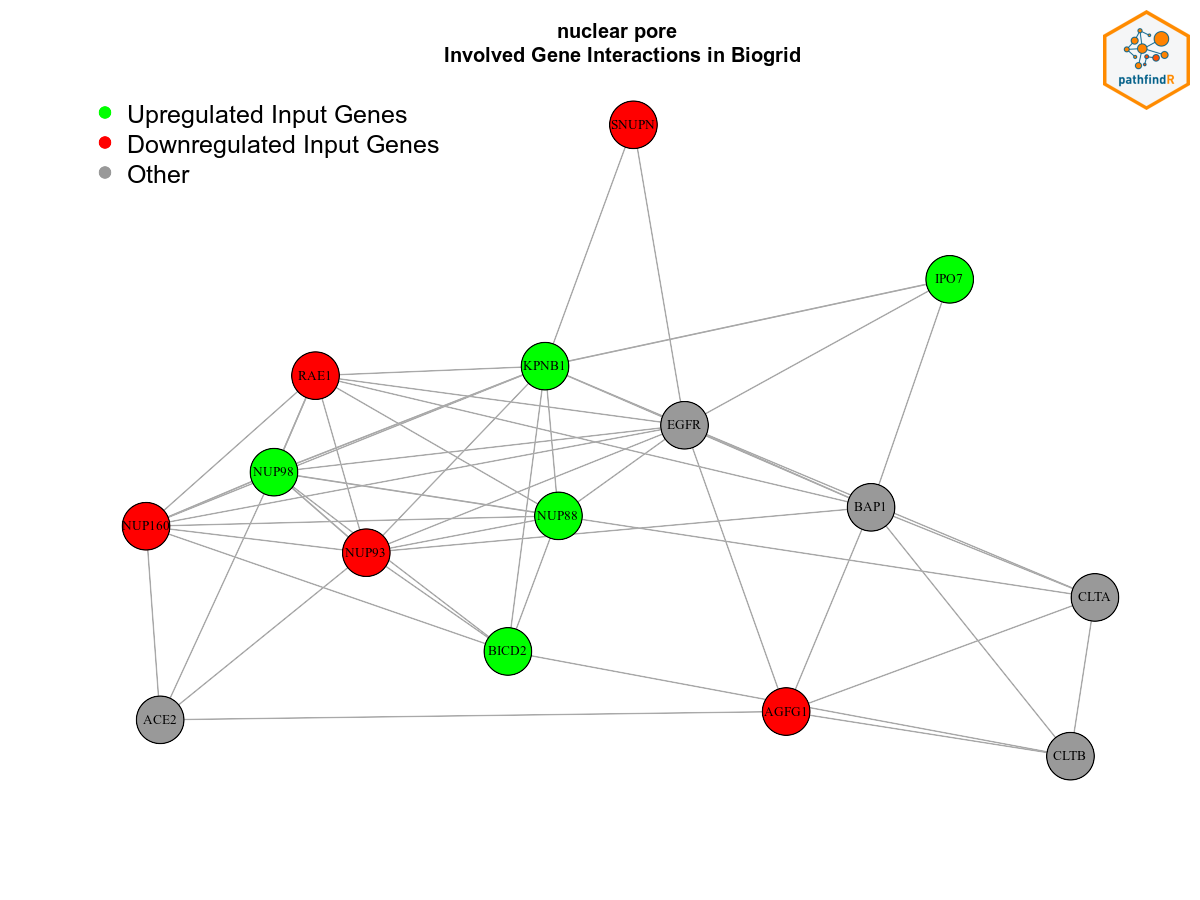 nuclear pore
Involved Gene Interactions in Biogrid
pathfindR
Upregulated Input Genes
Downregulated Input Genes
Other
SNUPN
IPO7
KPNB1
RAE1
EGFR
NUP98
BAP1
NUP88
NUP160
NUP93
CLTA
BICD2
AGFG1
ACE2
CLTB